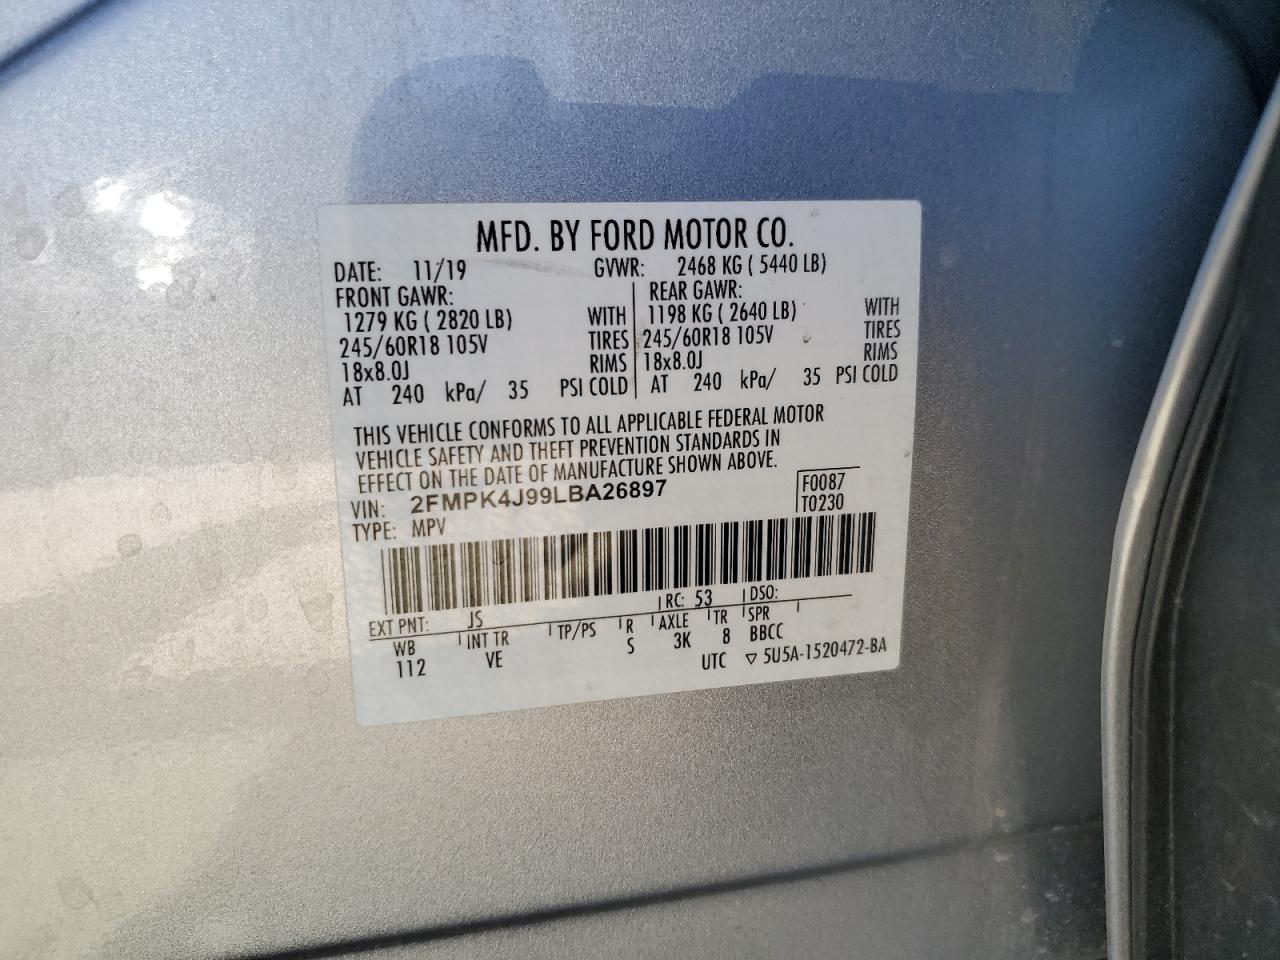 MFD. BY FORD MOTOR CO.
DATE: 11/19 GVWR: 2468 KG ( 5440 LB)
FRONT GAWR: REAR GAWR:
1279 KG ( 2820 LB) WITH 1198 KG ( 2640 LB) WITH
245/60R18 105V TIRES 245/60R18 105V TIRES
18x8.0J RIMS 18x8.0J RIMS
AT 240 kPa/ 35 PSI COLD AT 240 kPa/ 35 PSI COLD
THIS VEHICLE CONFORMS TO ALL APPLICABLE FEDERAL MOTOR
VEHICLE SAFETY AND THEFT PREVENTION STANDARDS IN
EFFECT ON THE DATE OF MANUFACTURE SHOWN ABOVE.
VIN: 2FMPK4J99LBA26897 F0087
TYPE: MPV T0230
EXT PNT: JS RC: 53 DSO:
WB INT TR TP/PS R AXLE TR SPR
112 VE S 3K 8 BBCC
UTC ▽ 5U5A-1520472-BA